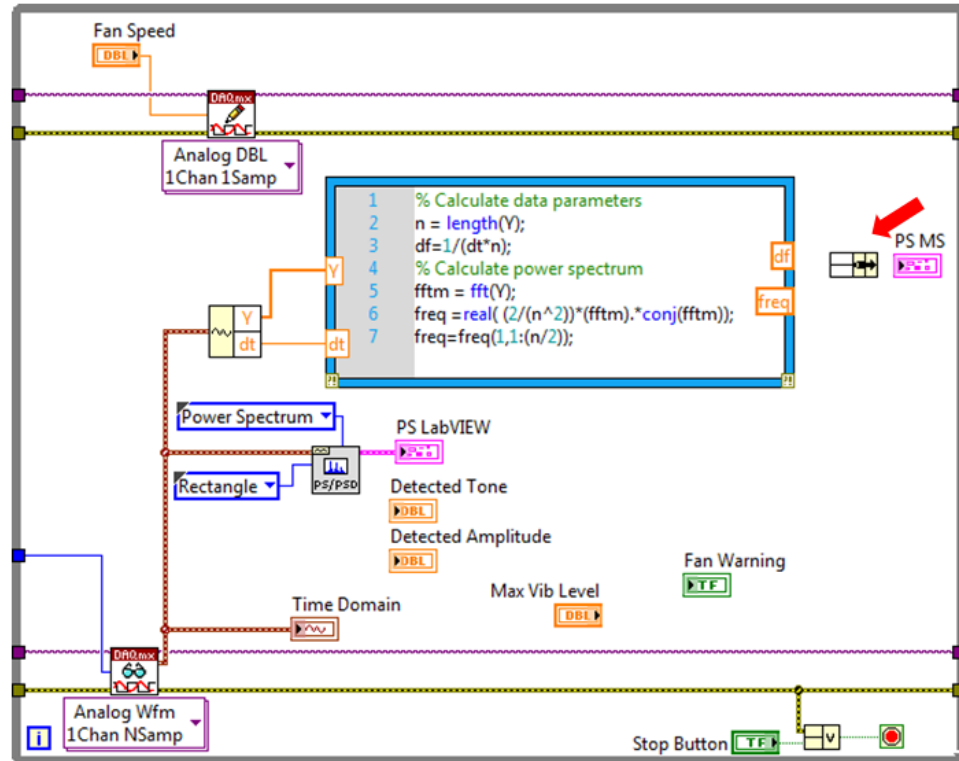 Fan Speed
DBL
DAQmx
Analog DBL
1Chan 1Samp
1 % Calculate data parameters
2 n = length(Y);
3 df=1/(dt*n);
4 % Calculate power spectrum
5 fftm = fft(Y);
6 freq =real( (2/(n^2))*(fftm).*conj(fftm));
7 freq=freq(1,1:(n/2));
Y
dt
Y
dt
df
freq
PS MS
Power Spectrum
PS LabVIEW
Rectangle
PS/PSD
Detected Tone
DBL
Detected Amplitude
DBL
Fan Warning
TF
Max Vib Level
DBL
Time Domain
DAQmx
Analog Wfm
1Chan NSamp
i
Stop Button
TF
v